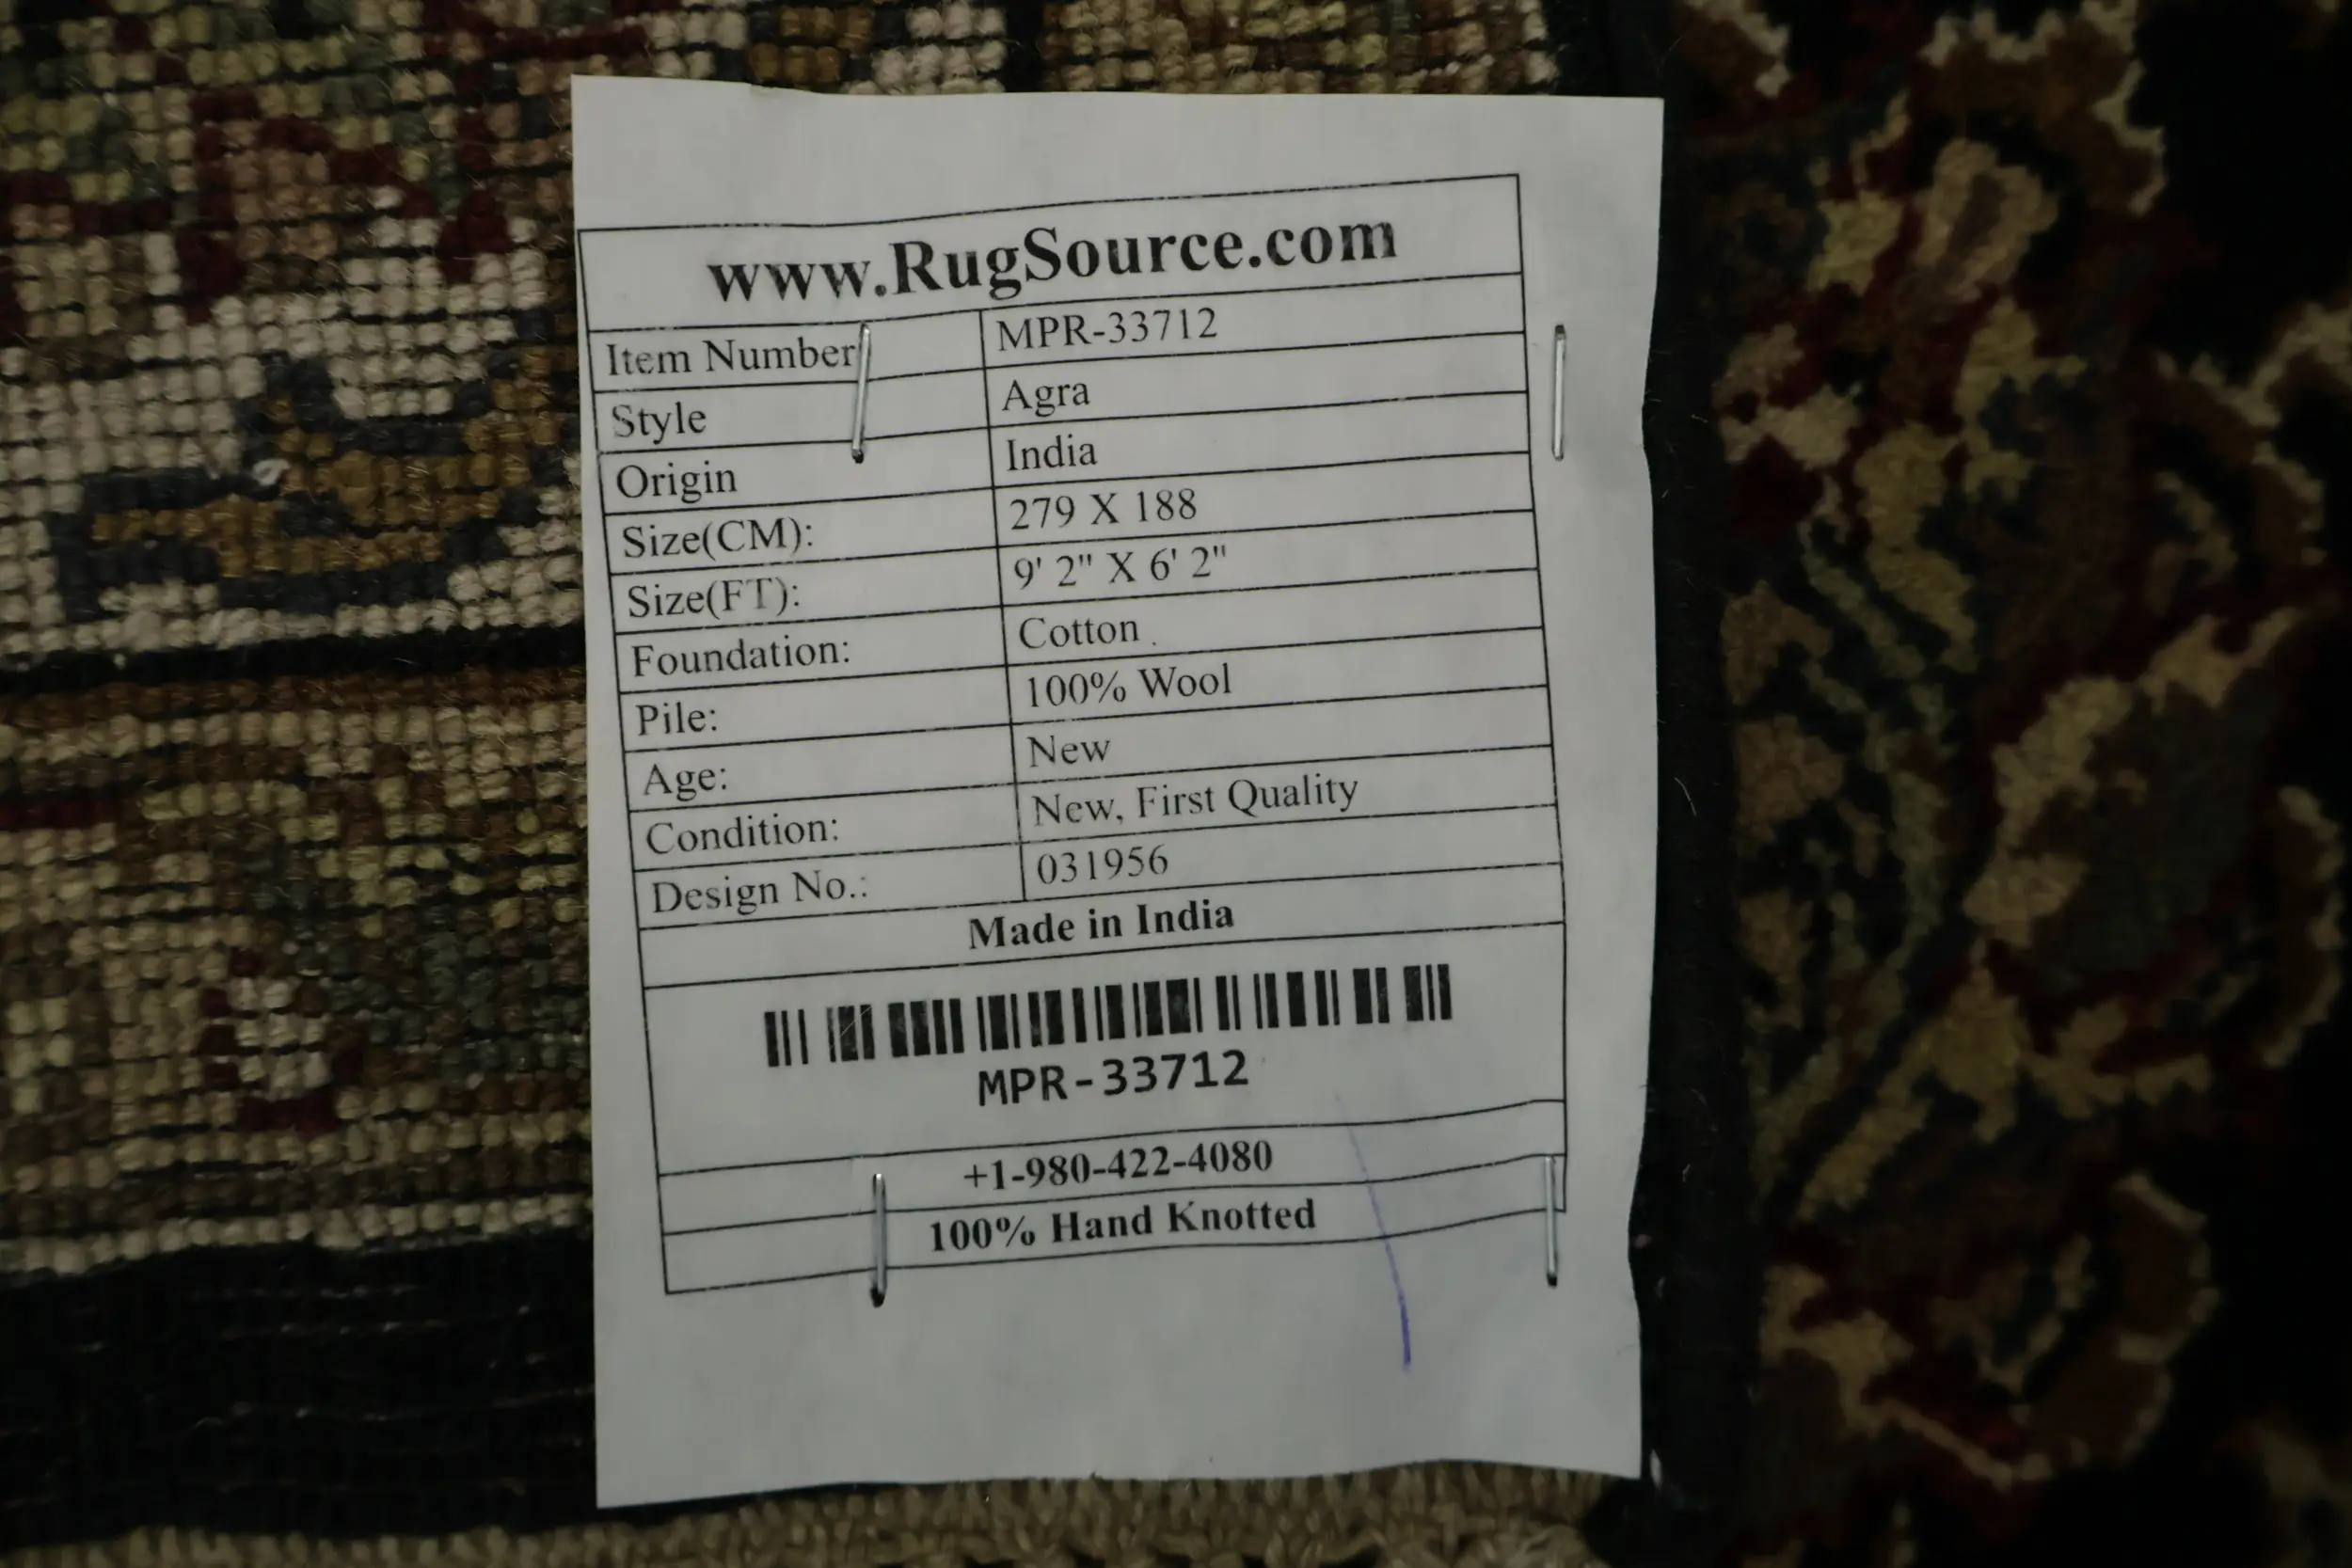 www.RugSource.com
Item Number MPR-33712
Style Agra
Origin India
Size(CM): 279 X 188
Size(FT): 9' 2" X 6' 2"
Foundation: Cotton
Pile: 100% Wool
Age: New
Condition: New, First Quality
Design No.: 031956
Made in India
MPR-33712
+1-980-422-4080
100% Hand Knotted